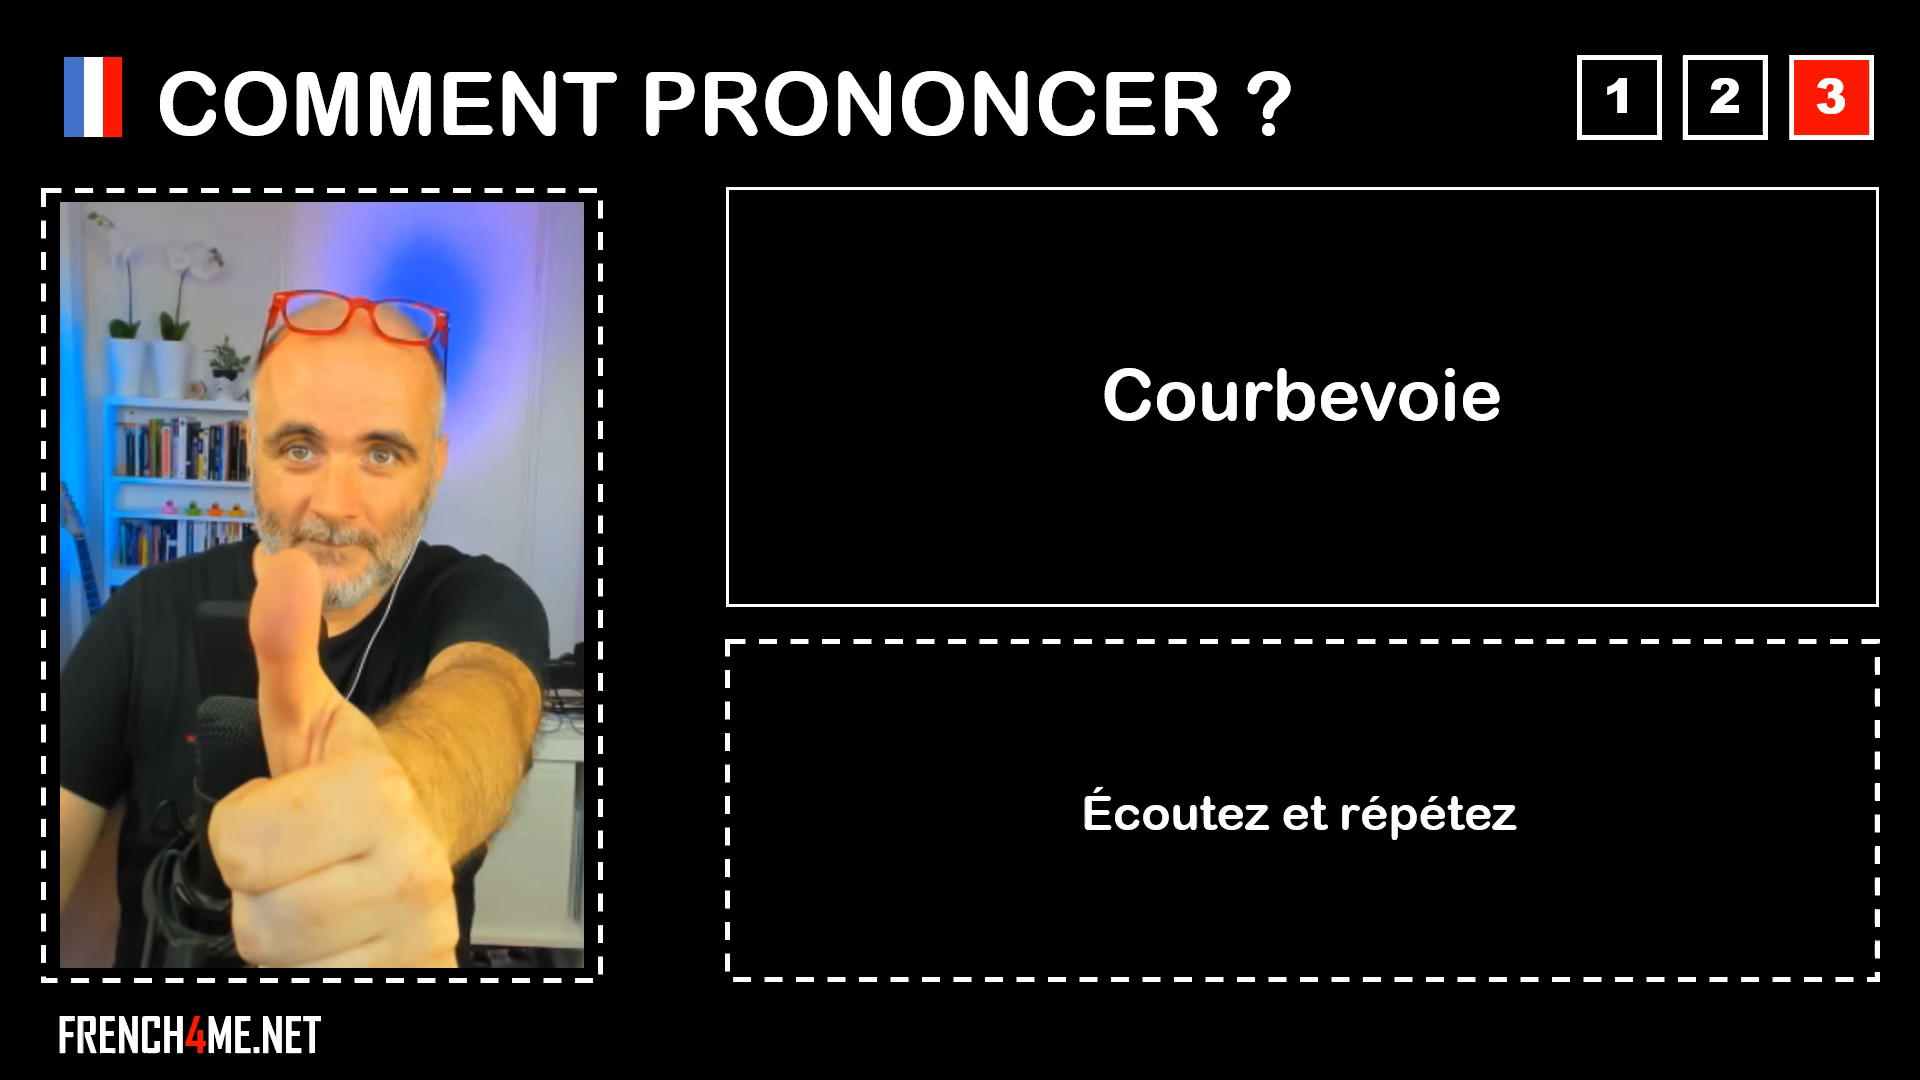 COMMENT PRONONCER ?
1 2 3
Courbevoie
Écoutez et répétez
FRENCH4ME.NET